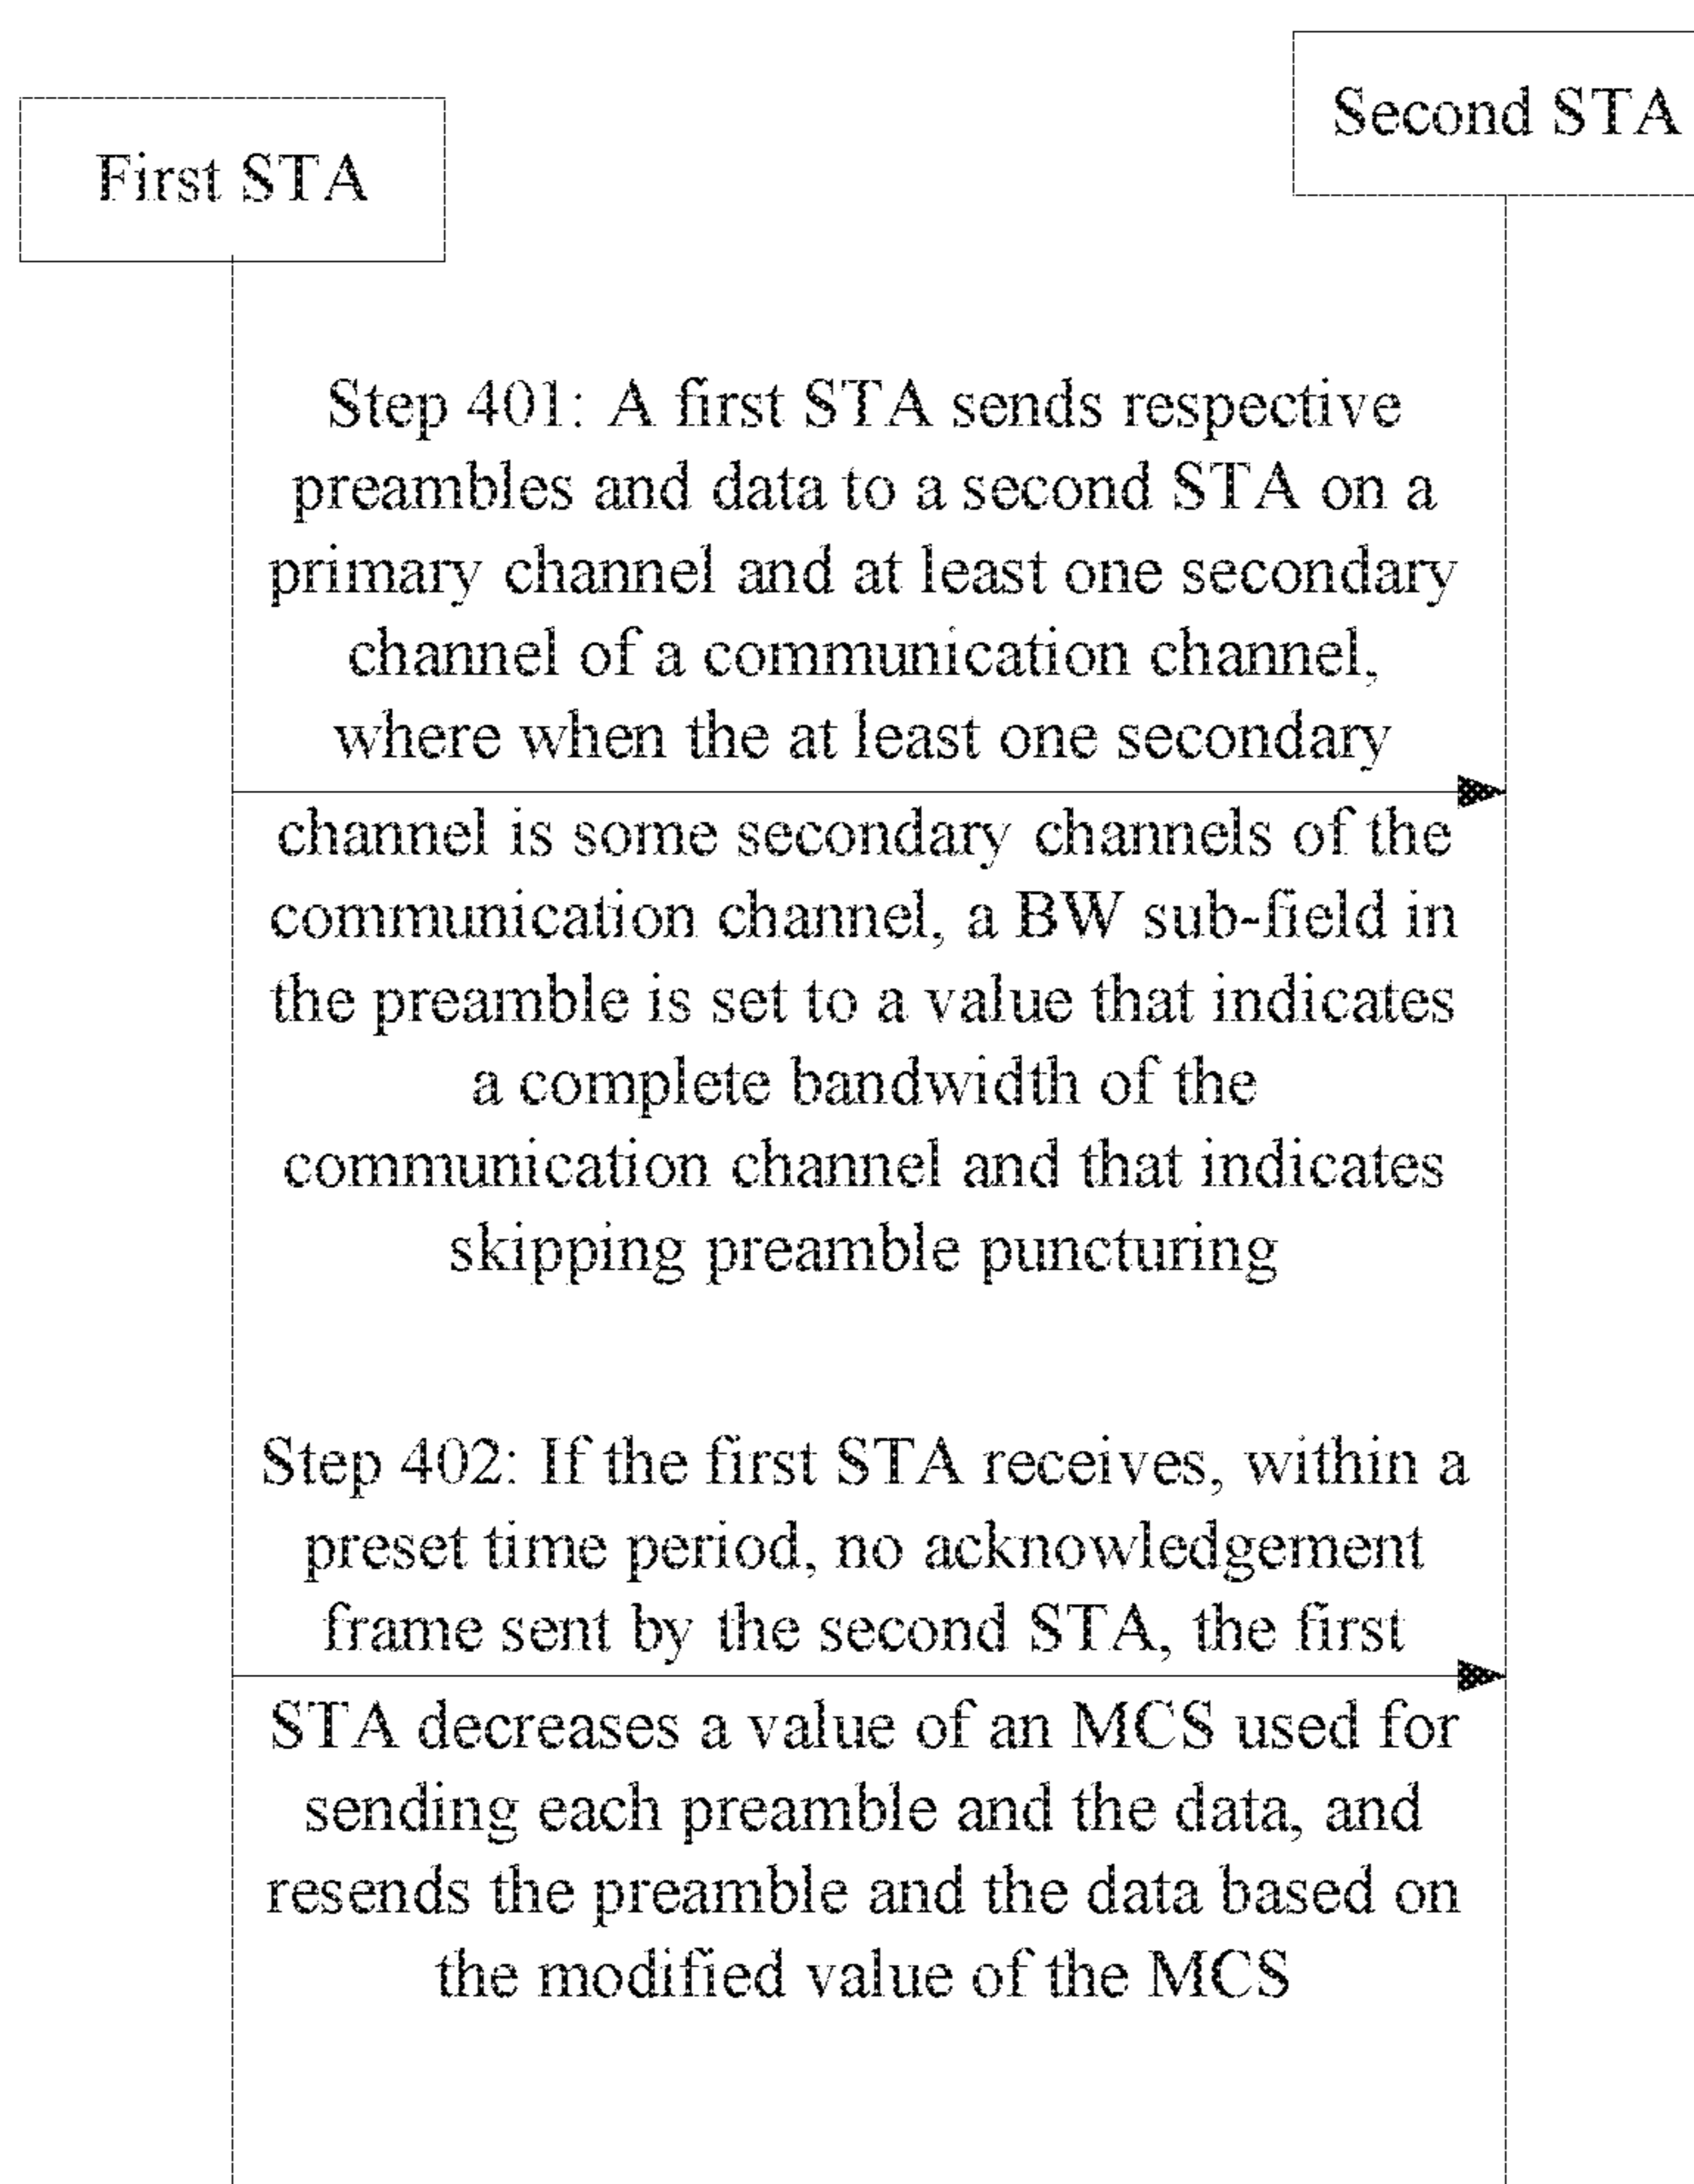 First STA
Second STA
Step 401: A first STA sends respective
preambles and data to a second STA on a
primary channel and at least one secondary
channel of a communication channel,
where when the at least one secondary
channel is some secondary channels of the
communication channel, a BW sub-field in
the preamble is set to a value that indicates
a complete bandwidth of the
communication channel and that indicates
skipping preamble puncturing
Step 402: If the first STA receives, within a
preset time period, no acknowledgement
frame sent by the second STA, the first
STA decreases a value of an MCS used for
sending each preamble and the data, and
resends the preamble and the data based on
the modified value of the MCS